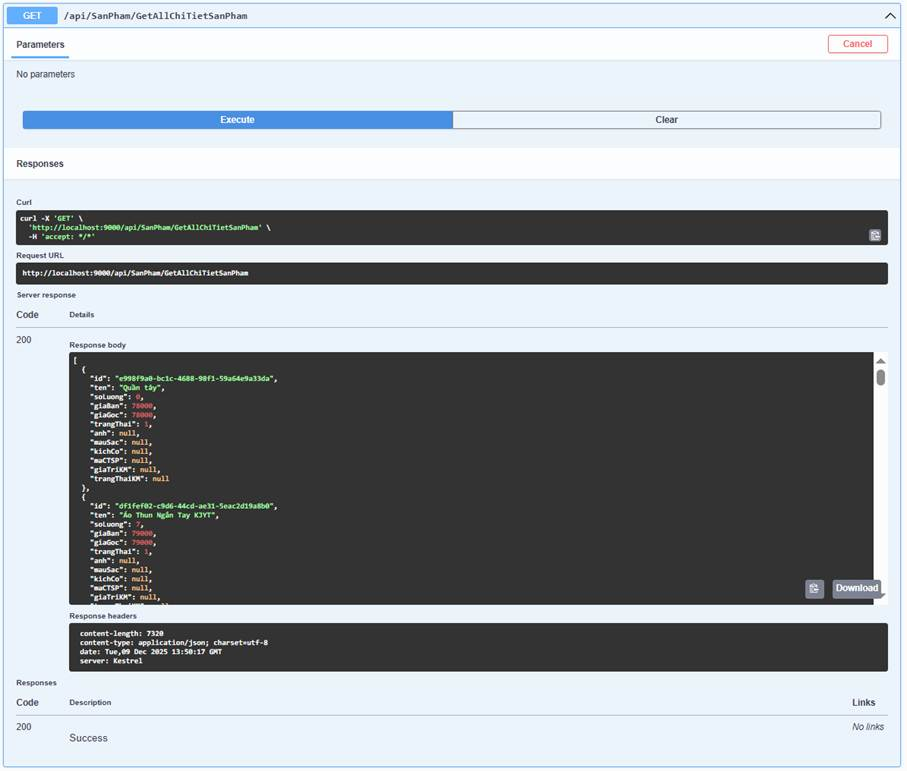 GET /api/SanPham/GetAllChiTietSanPham
Parameters
Cancel
No parameters
Execute
Clear
Responses
Curl
curl -X 'GET' \
'http://localhost:9000/api/SanPham/GetAllChiTietSanPham' \
-H 'accept: */*'
Request URL
http://localhost:9000/api/SanPham/GetAllChiTietSanPham
Server response
Code Details
200
Response body
[
{
"id": "e998f9a0-bc1c-4688-98f1-59a64e9a33da",
"ten": "Quần tây",
"soLuong": 0,
"giaBan": 78000,
"giaGoc": 78000,
"trangThai": 1,
"anh": null,
"mauSac": null,
"kichCo": null,
"maCTSP": null,
"giaTriKM": null,
"trangThaiKM": null
},
{
"id": "df1fef02-c9d6-44cd-ae31-5eac2d19a8b0",
"ten": "Áo Thun Ngắn Tay KJYT",
"soLuong": 7,
"giaBan": 79000,
"giaGoc": 79000,
"trangThai": 1,
"anh": null,
"mauSac": null,
"kichCo": null,
"maCTSP": null,
"giaTriKM": null,
Download
Response headers
content-length: 7320
content-type: application/json; charset=utf-8
date: Tue,09 Dec 2025 13:50:17 GMT
server: Kestrel
Responses
Code Description Links
200
Success
No links